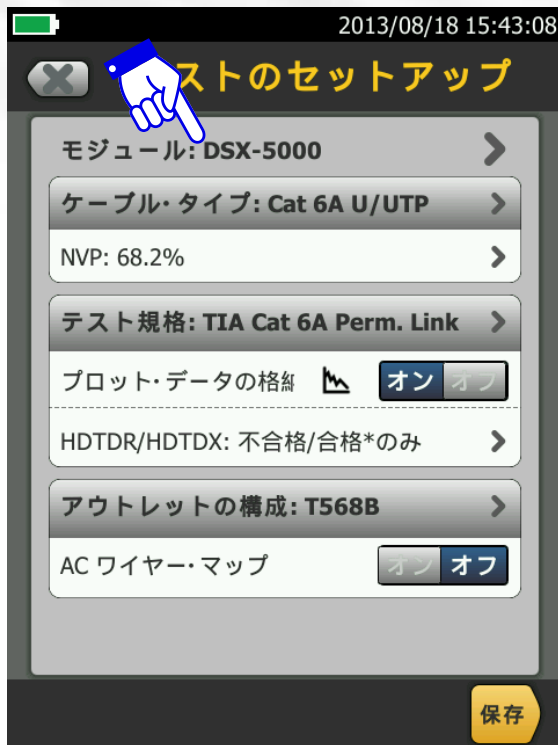 2013/08/18 15:43:08
ストのセットアップ
モジュール: DSX-5000
ケーブル・タイプ: Cat 6A U/UTP
NVP: 68.2%
テスト規格: TIA Cat 6A Perm. Link
プロット・データの格納
オン オフ
HDTDR/HDTDX: 不合格/合格*のみ
アウトレットの構成: T568B
AC ワイヤー・マップ
オン オフ
保存